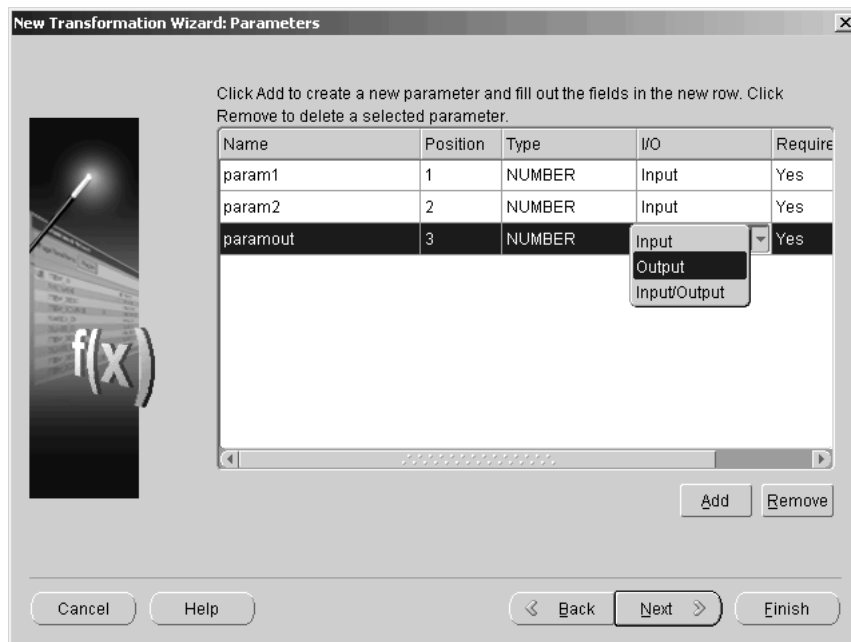 New Transformation Wizard: Parameters
Click Add to create a new parameter and fill out the fields in the new row. Click
Remove to delete a selected parameter.
Name Position Type I/O Require
param1 1 NUMBER Input Yes
param2 2 NUMBER Input Yes
paramout 3 NUMBER Yes
Input
Output
Input/Output
f(x)
Add Remove
Cancel Help Back Next Finish